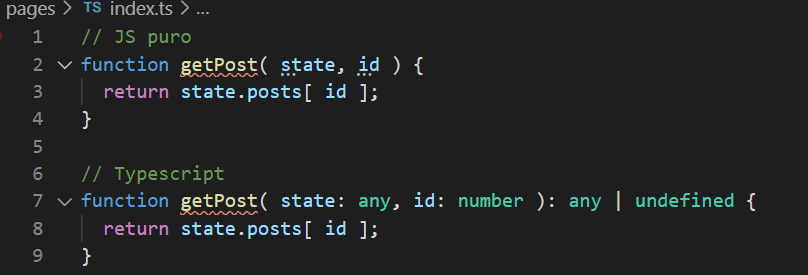 pages > TS index.ts > ...
1 // JS puro
2 function getPost( state, id ) {
3 return state.posts[ id ];
4 }
5
6 // Typescript
7 function getPost( state: any, id: number ): any | undefined {
8 return state.posts[ id ];
9 }